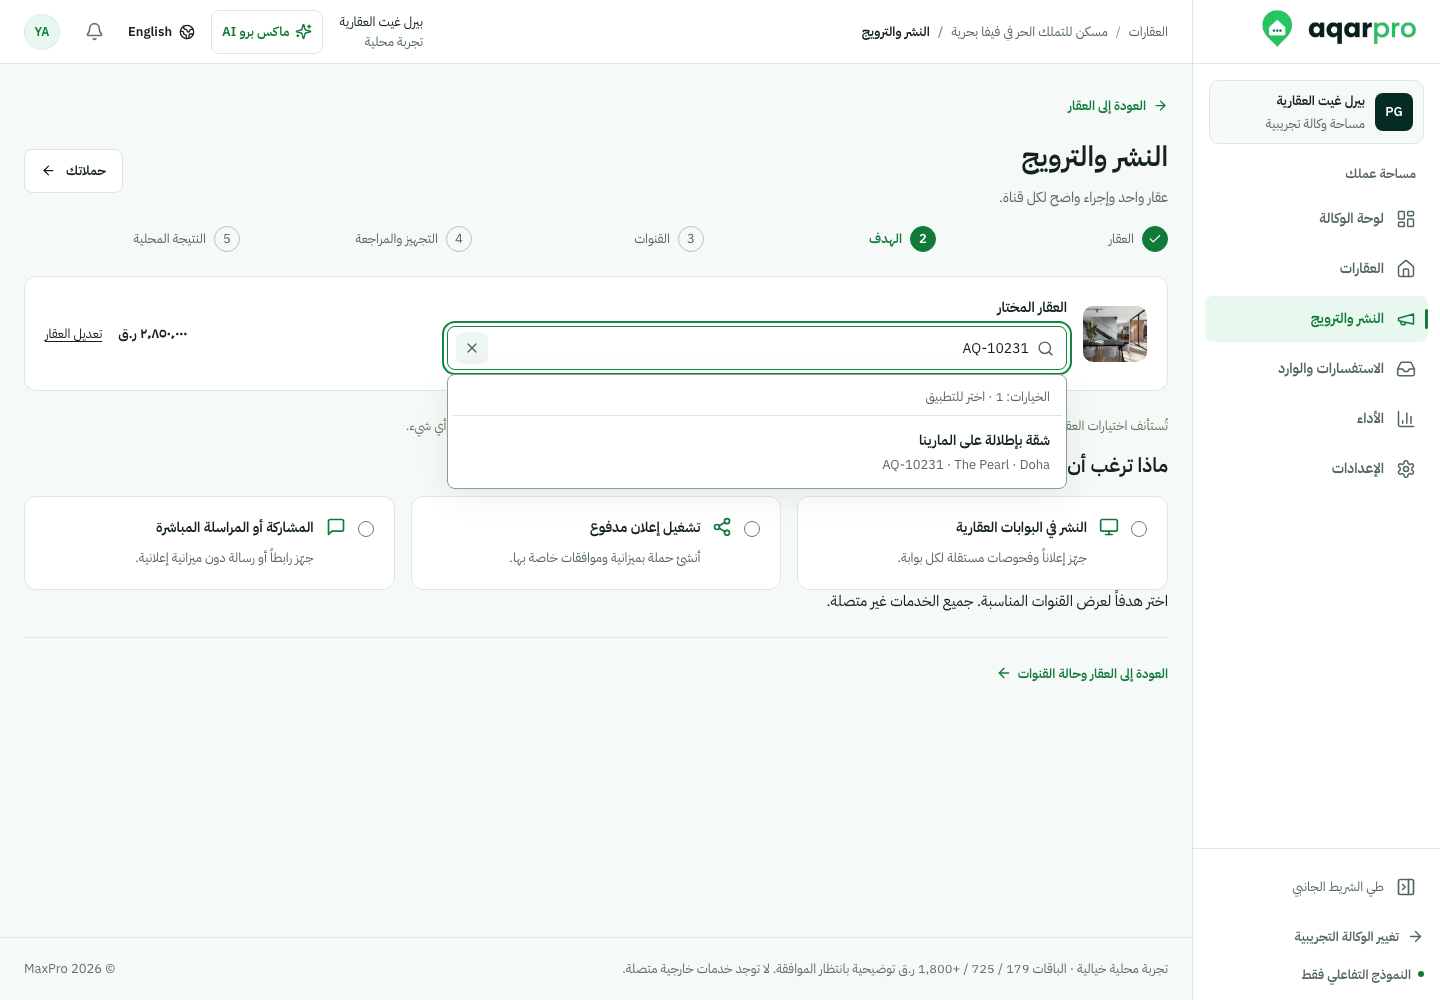 aqarpro
العقارات / مسكن للتملك الحر في فيفا بحرية / النشر والترويج
بيرل غيت العقارية
تجربة محلية
ماكس برو AI
English
YA
PG
بيرل غيت العقارية
مساحة وكالة تجريبية
مساحة عملك
لوحة الوكالة
العقارات
النشر والترويج
الاستفسارات والوارد
الأداء
الإعدادات
طي الشريط الجانبي
تغيير الوكالة التجريبية
النموذج التفاعلي فقط
العودة إلى العقار
النشر والترويج
عقار واحد وإجراء واضح لكل قناة.
حملاتك
العقار
2 الهدف
3 القنوات
4 التجهيز والمراجعة
5 النتيجة المحلية
العقار المختار
AQ-10231
٢٬٨٥٠٬٠٠٠ ر.ق
تعديل العقار
الخيارات: 1 · اختر للتطبيق
شقة بإطلالة على المارينا
AQ-10231 · The Pearl · Doha
تُستأنف اختيارات
أي شيء.
ماذا ترغب أن
النشر في البوابات العقارية
جهّز إعلاناً وفحوصات مستقلة لكل بوابة.
تشغيل إعلان مدفوع
أنشئ حملة بميزانية وموافقات خاصة بها.
المشاركة أو المراسلة المباشرة
جهّز رابطاً أو رسالة دون ميزانية إعلانية.
اختر هدفاً لعرض القنوات المناسبة. جميع الخدمات غير متصلة.
العودة إلى العقار وحالة القنوات
تجربة محلية خيالية · الباقات 179 / 725 / +1,800 ر.ق توضيحية بانتظار الموافقة. لا توجد خدمات خارجية متصلة.
© 2026 MaxPro